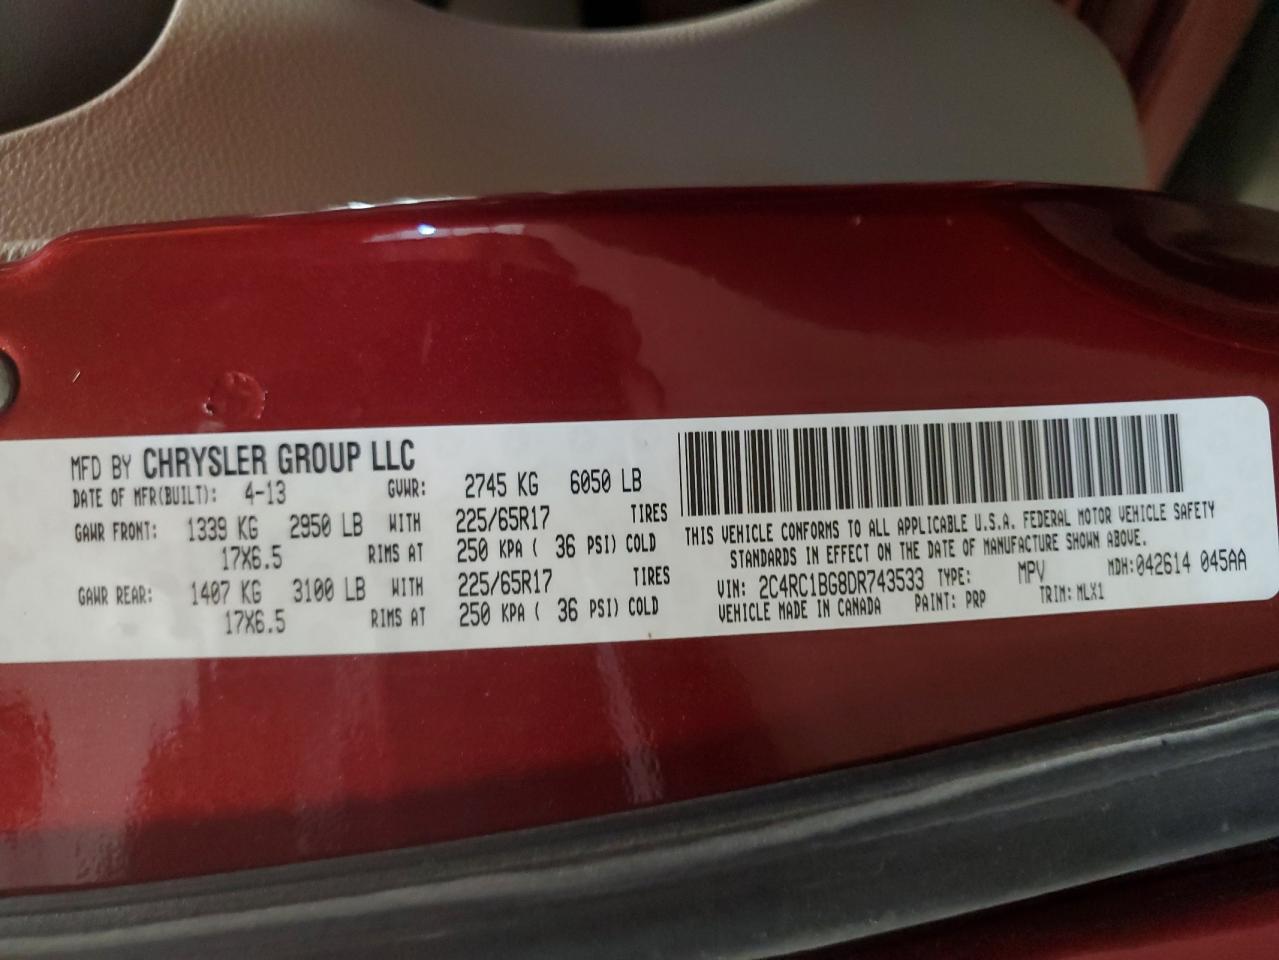 MFD BY CHRYSLER GROUP LLC
DATE OF MFR(BUILT): 4-13 GVWR: 2745 KG 6050 LB
GAWR FRONT: 1339 KG 2950 LB WITH 225/65R17 TIRES
17X6.5 RIMS AT 250 KPA ( 36 PSI) COLD
GAWR REAR: 1407 KG 3100 LB WITH 225/65R17 TIRES
17X6.5 RIMS AT 250 KPA ( 36 PSI) COLD
THIS VEHICLE CONFORMS TO ALL APPLICABLE U.S.A. FEDERAL MOTOR VEHICLE SAFETY
STANDARDS IN EFFECT ON THE DATE OF MANUFACTURE SHOWN ABOVE.
VIN: 2C4RC1BG8DR743533 TYPE: MPV MDH:042614 045AA
VEHICLE MADE IN CANADA PAINT: PRP TRIM: MLX1